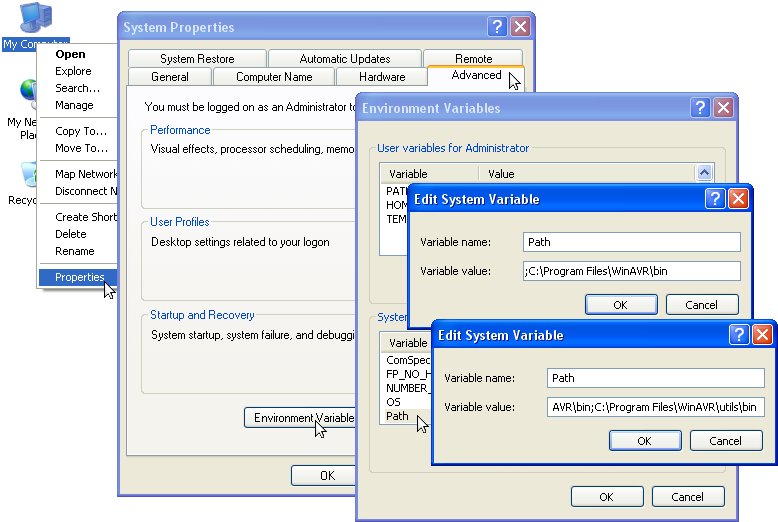 My Computer
My Ne
Plac
Recyc
Open
Explore
Search...
Manage
Copy To...
Move To...
Map Network
Disconnect N
Create Short
Delete
Rename
Properties
System Properties
System Restore
Automatic Updates
Remote
General
Computer Name
Hardware
Advanced
You must be logged on as an Administrator to
Performance
Visual effects, processor scheduling, memo
User Profiles
Desktop settings related to your logon
Startup and Recovery
System startup, system failure, and debuggi
Environment Variable
OK
Environment Variables
User variables for Administrator
Variable
Value
PAT
HOM
TEM
System
Variable
ComSpec
FP_NO_H
NUMBER_
OS
Path
OK
Cancel
Edit System Variable
Variable name:
Path
Variable value:
;C:\Program Files\WinAVR\bin
OK
Cancel
Edit System Variable
Variable name:
Path
Variable value:
AVR\bin;C:\Program Files\WinAVR\utils\bin
OK
Cancel